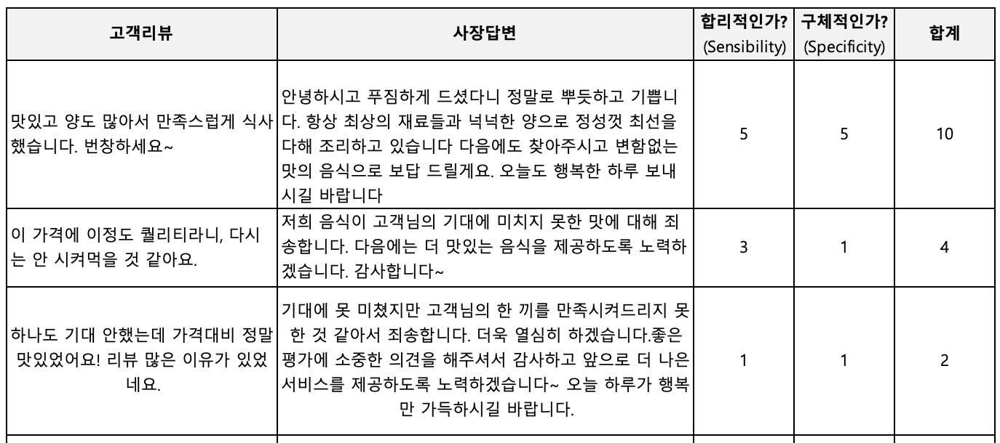 고객리뷰
사장답변
합리적인가?
(Sensibility)
구체적인가?
(Specificity)
합계
맛있고 양도 많아서 만족스럽게 식사
했습니다. 번창하세요~
안녕하시고 푸짐하게 드셨다니 정말로 뿌듯하고 기쁩니
다. 항상 최상의 재료들과 넉넉한 양으로 정성껏 최선을
다해 조리하고 있습니다 다음에도 찾아주시고 변함없는
맛의 음식으로 보답 드릴게요. 오늘도 행복한 하루 보내
시길 바랍니다
5
5
10
이 가격에 이정도 퀄리티라니, 다시
는 안 시켜먹을 것 같아요.
저희 음식이 고객님의 기대에 미치지 못한 맛에 대해 죄
송합니다. 다음에는 더 맛있는 음식을 제공하도록 노력하
겠습니다. 감사합니다~
3
1
4
하나도 기대 안했는데 가격대비 정말
맛있었어요! 리뷰 많은 이유가 있었
네요.
기대에 못 미쳤지만 고객님의 한 끼를 만족시켜드리지 못
한 것 같아서 죄송합니다. 더욱 열심히 하겠습니다.좋은
평가에 소중한 의견을 해주셔서 감사하고 앞으로 더 나은
서비스를 제공하도록 노력하겠습니다~ 오늘 하루가 행복
만 가득하시길 바랍니다.
1
1
2